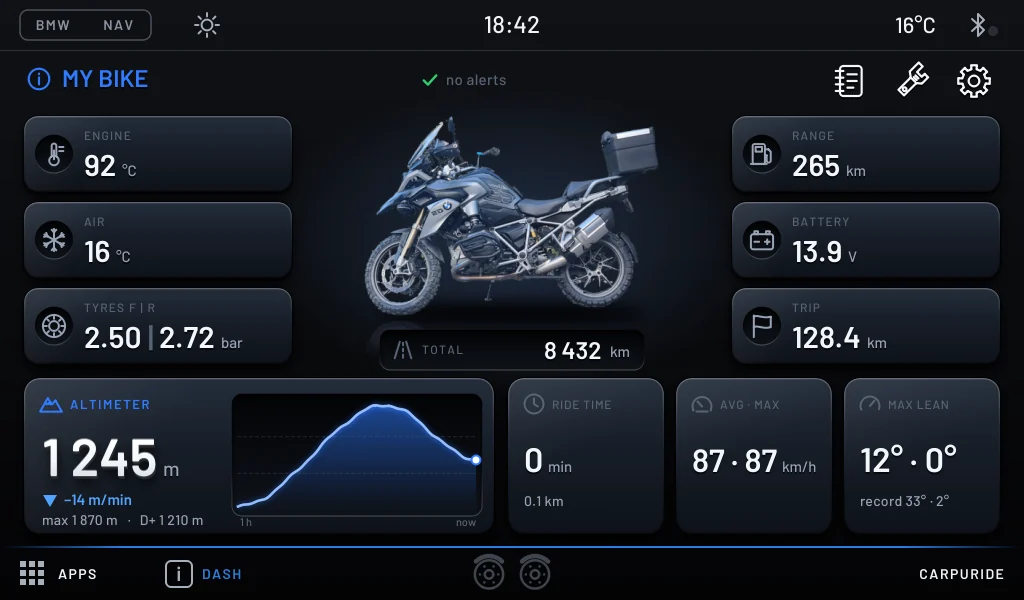 BMW NAV
18:42
16°C
MY BIKE
no alerts
ENGINE
92 °C
RANGE
265 km
AIR
16 °C
BATTERY
13.9 V
TYRES F | R
2.50 | 2.72 bar
TRIP
128.4 km
TOTAL 8 432 km
ALTIMETER
1 245 m
–14 m/min
max 1 870 m · D+ 1 210 m
1 h
now
RIDE TIME
0 min
0.1 km
AVG · MAX
87 · 87 km/h
MAX LEAN
12° · 0°
record 33° · 2°
APPS
DASH
CARPURIDE